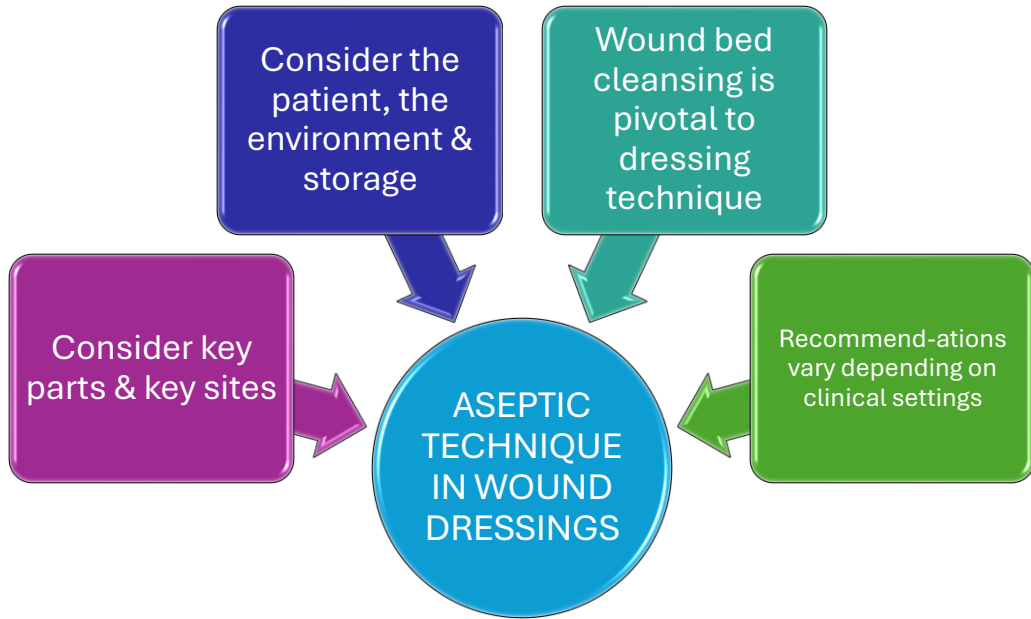 Consider the
patient, the
environment &
storage
Wound bed
cleansing is
pivotal to
dressing
technique
Consider key
parts & key sites
Recommend-ations
vary depending on
clinical settings
ASEPTIC
TECHNIQUE
IN WOUND
DRESSINGS